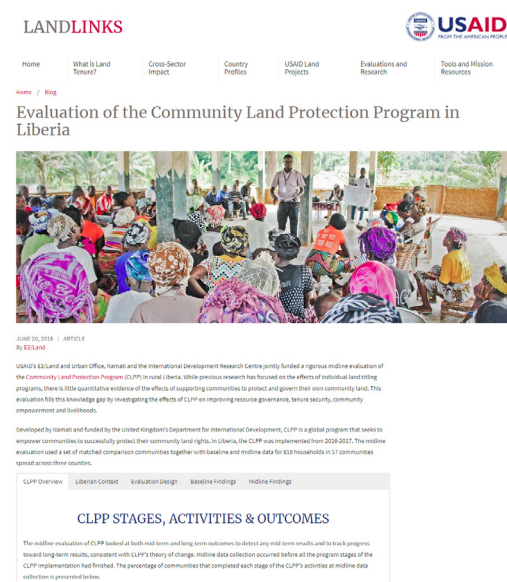 LANDLINKS
USAID
FROM THE AMERICAN PEOPLE
Home
What is Land
Tenure?
Cross-Sector
Impact
Country
Profiles
USAID Land
Projects
Evaluations and
Research
Tools and Mission
Resources
Home / Blog
Evaluation of the Community Land Protection Program in
Liberia
JUNE 20, 2018 | ARTICLE
By E3/Land
USAID's E3/Land and Urban Office, Namati and the International Development Research Centre jointly funded a rigorous midline evaluation of
the Community Land Protection Program (CLPP) in rural Liberia. While previous research has focused on the effects of individual land titling
programs, there is little quantitative evidence of the effects of supporting communities to protect and govern their own community land. This
evaluation fills this knowledge gap by investigating the effects of CLPP on improving resource governance, tenure security, community
empowerment and livelihoods.
Developed by Namati and funded by the United Kingdom's Department for International Development, CLPP is a global program that seeks to
empower communities to successfully protect their community land rights. In Liberia, the CLPP was implemented from 2016-2017. The midline
evaluation used a set of matched comparison communities together with baseline and midline data for 818 households in 57 communities
spread across three counties.
CLPP Overview
Liberian Context
Evaluation Design
Baseline Findings
Midline Findings
CLPP STAGES, ACTIVITIES & OUTCOMES
The midline evaluation of CLPP looked at both mid-term and long-term outcomes to detect any mid-term results and to track progress
toward long-term results, consistent with CLPP's theory of change. Midline data collection occurred before all the program stages of the
CLPP implementation had finished. The percentage of communities that completed each stage of the CLPP's activities at midline data
collection is presented below.